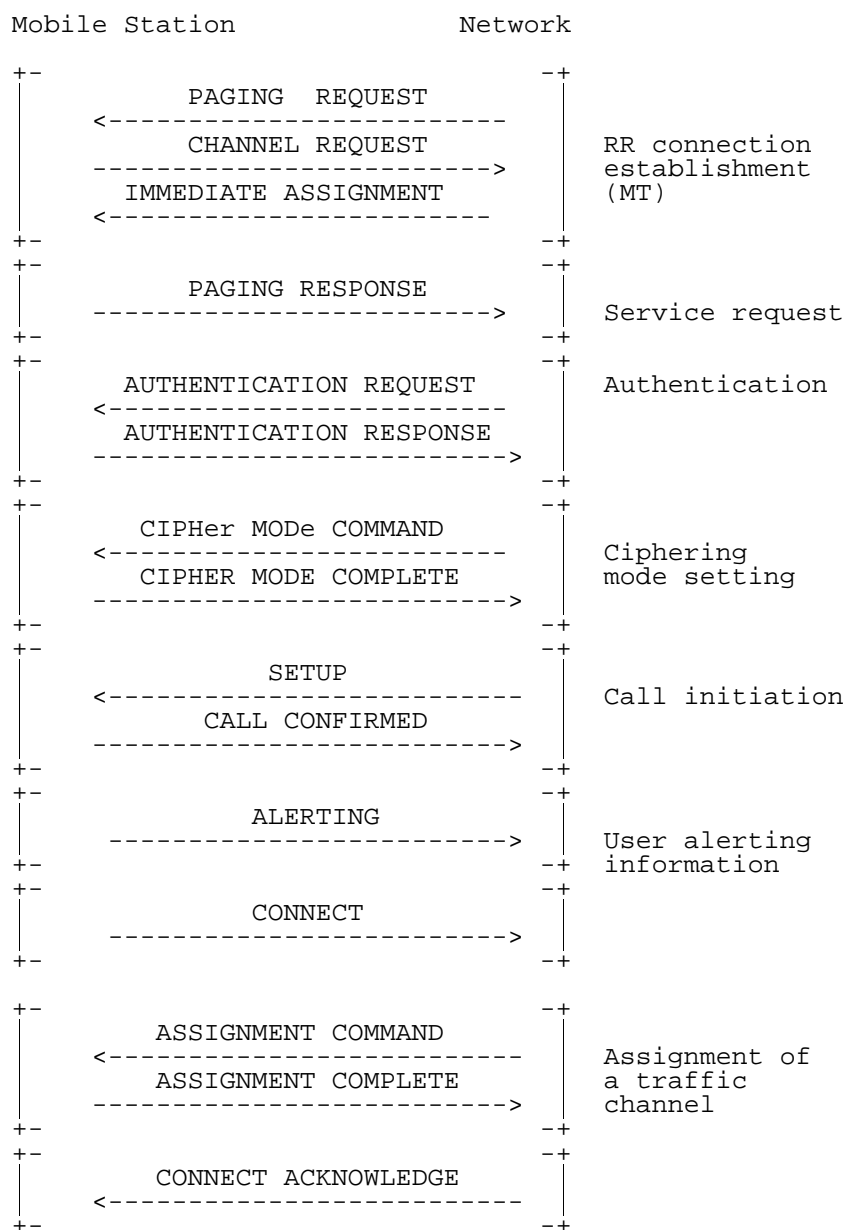 Mobile Station Network
PAGING REQUEST
CHANNEL REQUEST
RR connection
establishment
IMMEDIATE ASSIGNMENT
(MT)
PAGING RESPONSE
Service request
AUTHENTICATION REQUEST
Authentication
AUTHENTICATION RESPONSE
CIPHer MODe COMMAND
Ciphering
CIPHER MODE COMPLETE
mode setting
SETUP
Call initiation
CALL CONFIRMED
ALERTING
User alerting
information
CONNECT
ASSIGNMENT COMMAND
Assignment of
ASSIGNMENT COMPLETE
a traffic
channel
CONNECT ACKNOWLEDGE